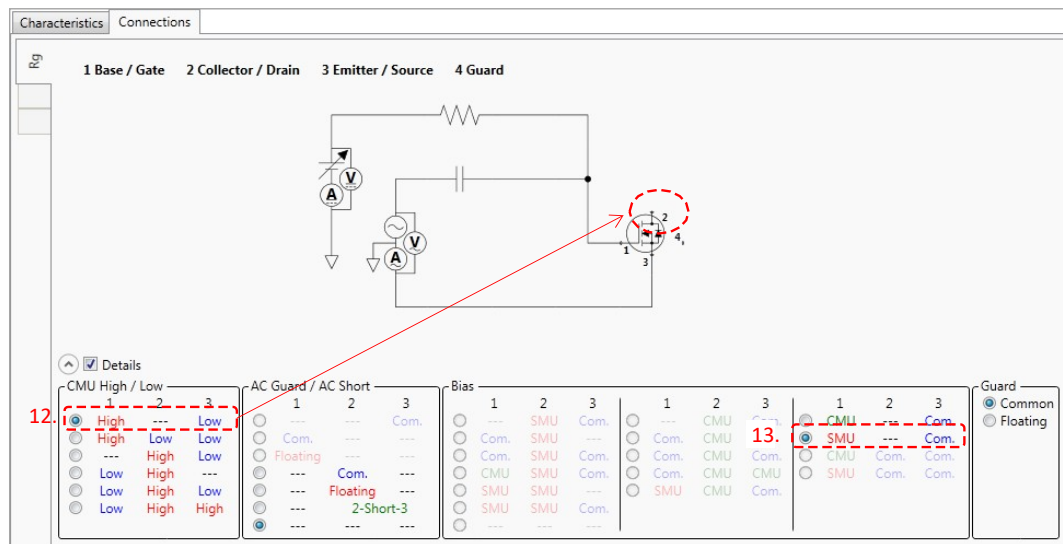 Characteristics Connections
Rg
1 Base / Gate 2 Collector / Drain 3 Emitter / Source 4 Guard
V
A
V
A
2
4
1
3
Details
CMU High / Low
1 2 3
12. High --- Low
High Low Low
--- High Low
Low High ---
Low High Low
Low High High
AC Guard / AC Short
1 2 3
--- --- Com.
Com. --- ---
Floating --- ---
--- Com. ---
--- Floating ---
--- 2-Short-3
--- --- ---
Bias
1 2 3
--- SMU Com.
Com. SMU ---
Com. SMU Com.
CMU SMU Com.
SMU SMU ---
SMU SMU Com.
--- --- ---
1 2 3
--- CMU Com.
Com. CMU ---
Com. CMU Com.
Com. CMU CMU
SMU CMU Com.
1 2 3
CMU --- Com.
13. SMU --- Com.
CMU Com. Com.
SMU Com. Com.
Guard
Common
Floating